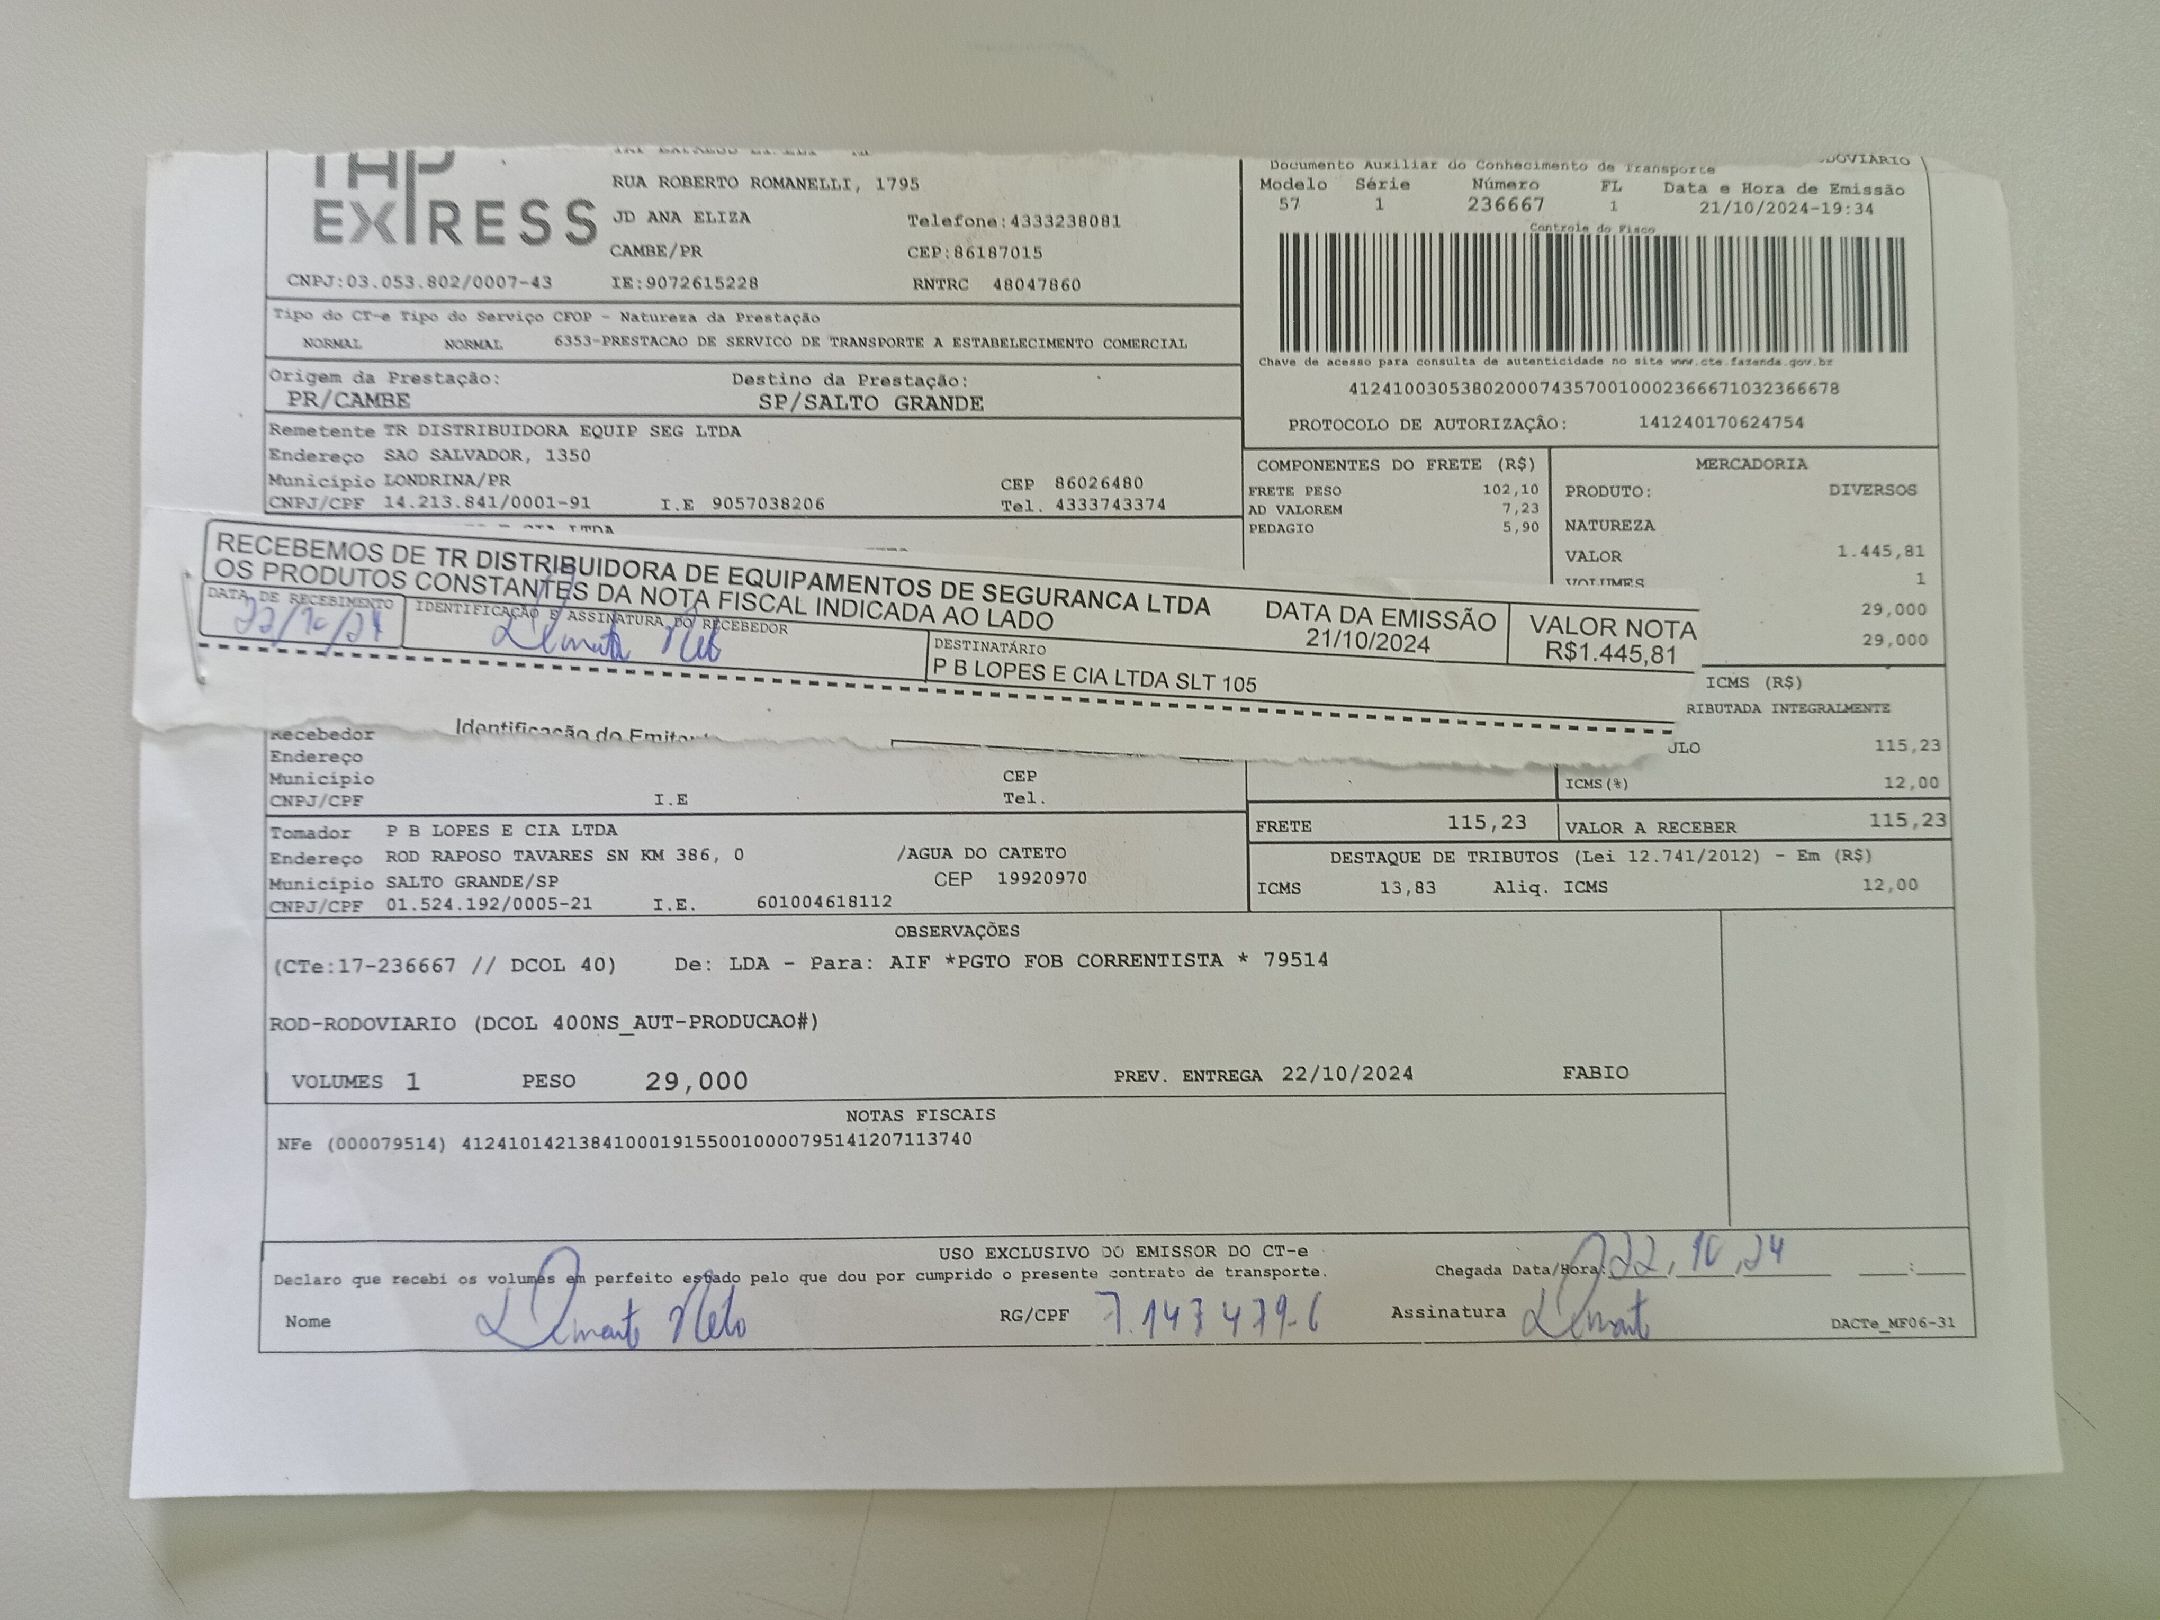 EXPRESS
RUA ROBERTO ROMANELLI, 1795
JD ANA ELIZA Telefone:4333238081
CAMBE/PR CEP:86187015
CNPJ:03.053.802/0007-43 IE:9072615228 RNTRC 48047860
Documento Auxiliar do Conhecimento de Transporte
Modelo Série Número FL Data e Hora de Emissão
57 1 236667 1 21/10/2024-19:34
Controle do Fisco
Chave de acesso para consulta de autenticidade no site www.cte.fazenda.gov.br
41241003053802000743570010002366671032366678
PROTOCOLO DE AUTORIZAÇÂO: 141240170624754
Tipo do CT-e Tipo do Serviço CFOP - Natureza da Prestação
NORMAL NORMAL 6353-PRESTACAO DE SERVICO DE TRANSPORTE A ESTABELECIMENTO COMERCIAL
Origem da Prestação: Destino da Prestação:
PR/CAMBE SP/SALTO GRANDE
Remetente TR DISTRIBUIDORA EQUIP SEG LTDA
Endereço SAO SALVADOR, 1350
Município LONDRINA/PR CEP 86026480
CNPJ/CPF 14.213.841/0001-91 I.E 9057038206 Tel. 4333743374
COMPONENTES DO FRETE (R$)
FRETE PESO 102,10
AD VALOREM 7,23
PEDAGIO 5,90
MERCADORIA
PRODUTO: DIVERSOS
NATUREZA
VALOR 1.445,81
VOLUMES 1
29,000
29,000
RECEBEMOS DE TR DISTRIBUIDORA DE EQUIPAMENTOS DE SEGURANCA LTDA
OS PRODUTOS CONSTANTES DA NOTA FISCAL INDICADA AO LADO
DATA DA EMISSÃO
21/10/2024
VALOR NOTA
R$1.445,81
DATA DE RECEBIMENTO
22/10/24
IDENTIFICAÇÃO E ASSINATURA DO RECEBEDOR
DESTINATÁRIO
P B LOPES E CIA LTDA SLT 105
Identificação do Emitente
ICMS (R$)
RIBUTADA INTEGRALMENTE
ULO 115,23
ICMS(%) 12,00
Recebedor
Endereço
Município CEP
CNPJ/CPF I.E Tel.
FRETE 115,23 VALOR A RECEBER 115,23
Tomador P B LOPES E CIA LTDA
Endereço ROD RAPOSO TAVARES SN KM 386, 0 /AGUA DO CATETO
Município SALTO GRANDE/SP CEP 19920970
CNPJ/CPF 01.524.192/0005-21 I.E. 601004618112
DESTAQUE DE TRIBUTOS (Lei 12.741/2012) - Em (R$)
ICMS 13,83 Aliq. ICMS 12,00
OBSERVAÇÕES
(CTe:17-236667 // DCOL 40) De: LDA - Para: AIF *PGTO FOB CORRENTISTA * 79514
ROD-RODOVIARIO (DCOL 400NS_AUT-PRODUCAO#)
VOLUMES 1 PESO 29,000 PREV. ENTREGA 22/10/2024 FABIO
NOTAS FISCAIS
NFe (000079514) 41241014213841000191550010000795141207113740
USO EXCLUSIVO DO EMISSOR DO CT-e
Declaro que recebi os volumes em perfeito estado pelo que dou por cumprido o presente contrato de transporte. Chegada Data/Hora: 22,10,24 :
Nome Neto RG/CPF 7.143 479-6 Assinatura
DACTe_MF06-31